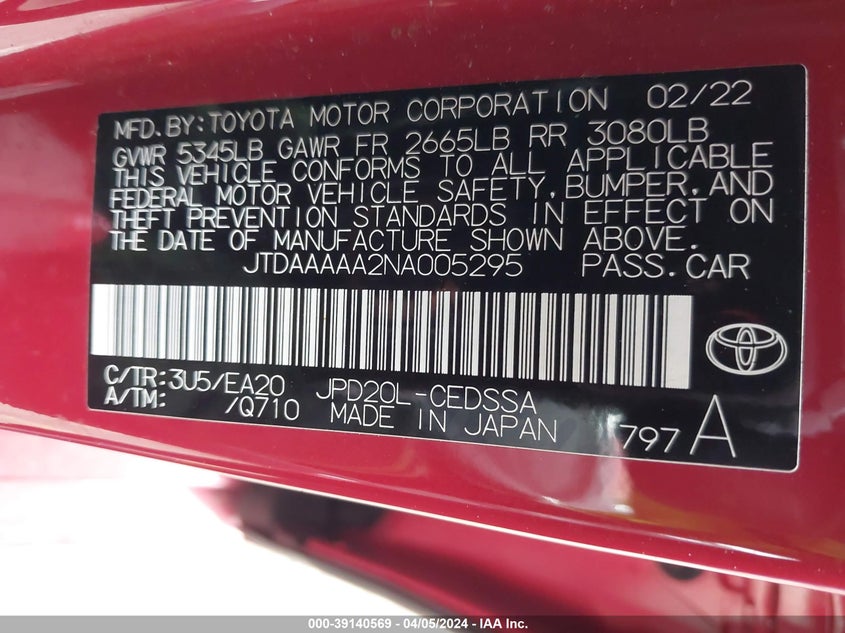 MFD.BY:TOYOTA MOTOR CORPORATION 02/22
GVWR 5345LB GAWR FR 2665LB RR 3080LB
THIS VEHICLE CONFORMS TO ALL APPLICABLE
FEDERAL MOTOR VEHICLE SAFETY,BUMPER,AND
THEFT PREVENTION STANDARDS IN EFFECT ON
THE DATE OF MANUFACTURE SHOWN ABOVE.
JTDAAAAA2NA005295 PASS.CAR
C/TR:3U5/EA20 JPD20L-CEDSSA
A/TM: /Q710 MADE IN JAPAN 797 A
000-39140569 | 04/05/2024 - IAA Inc.